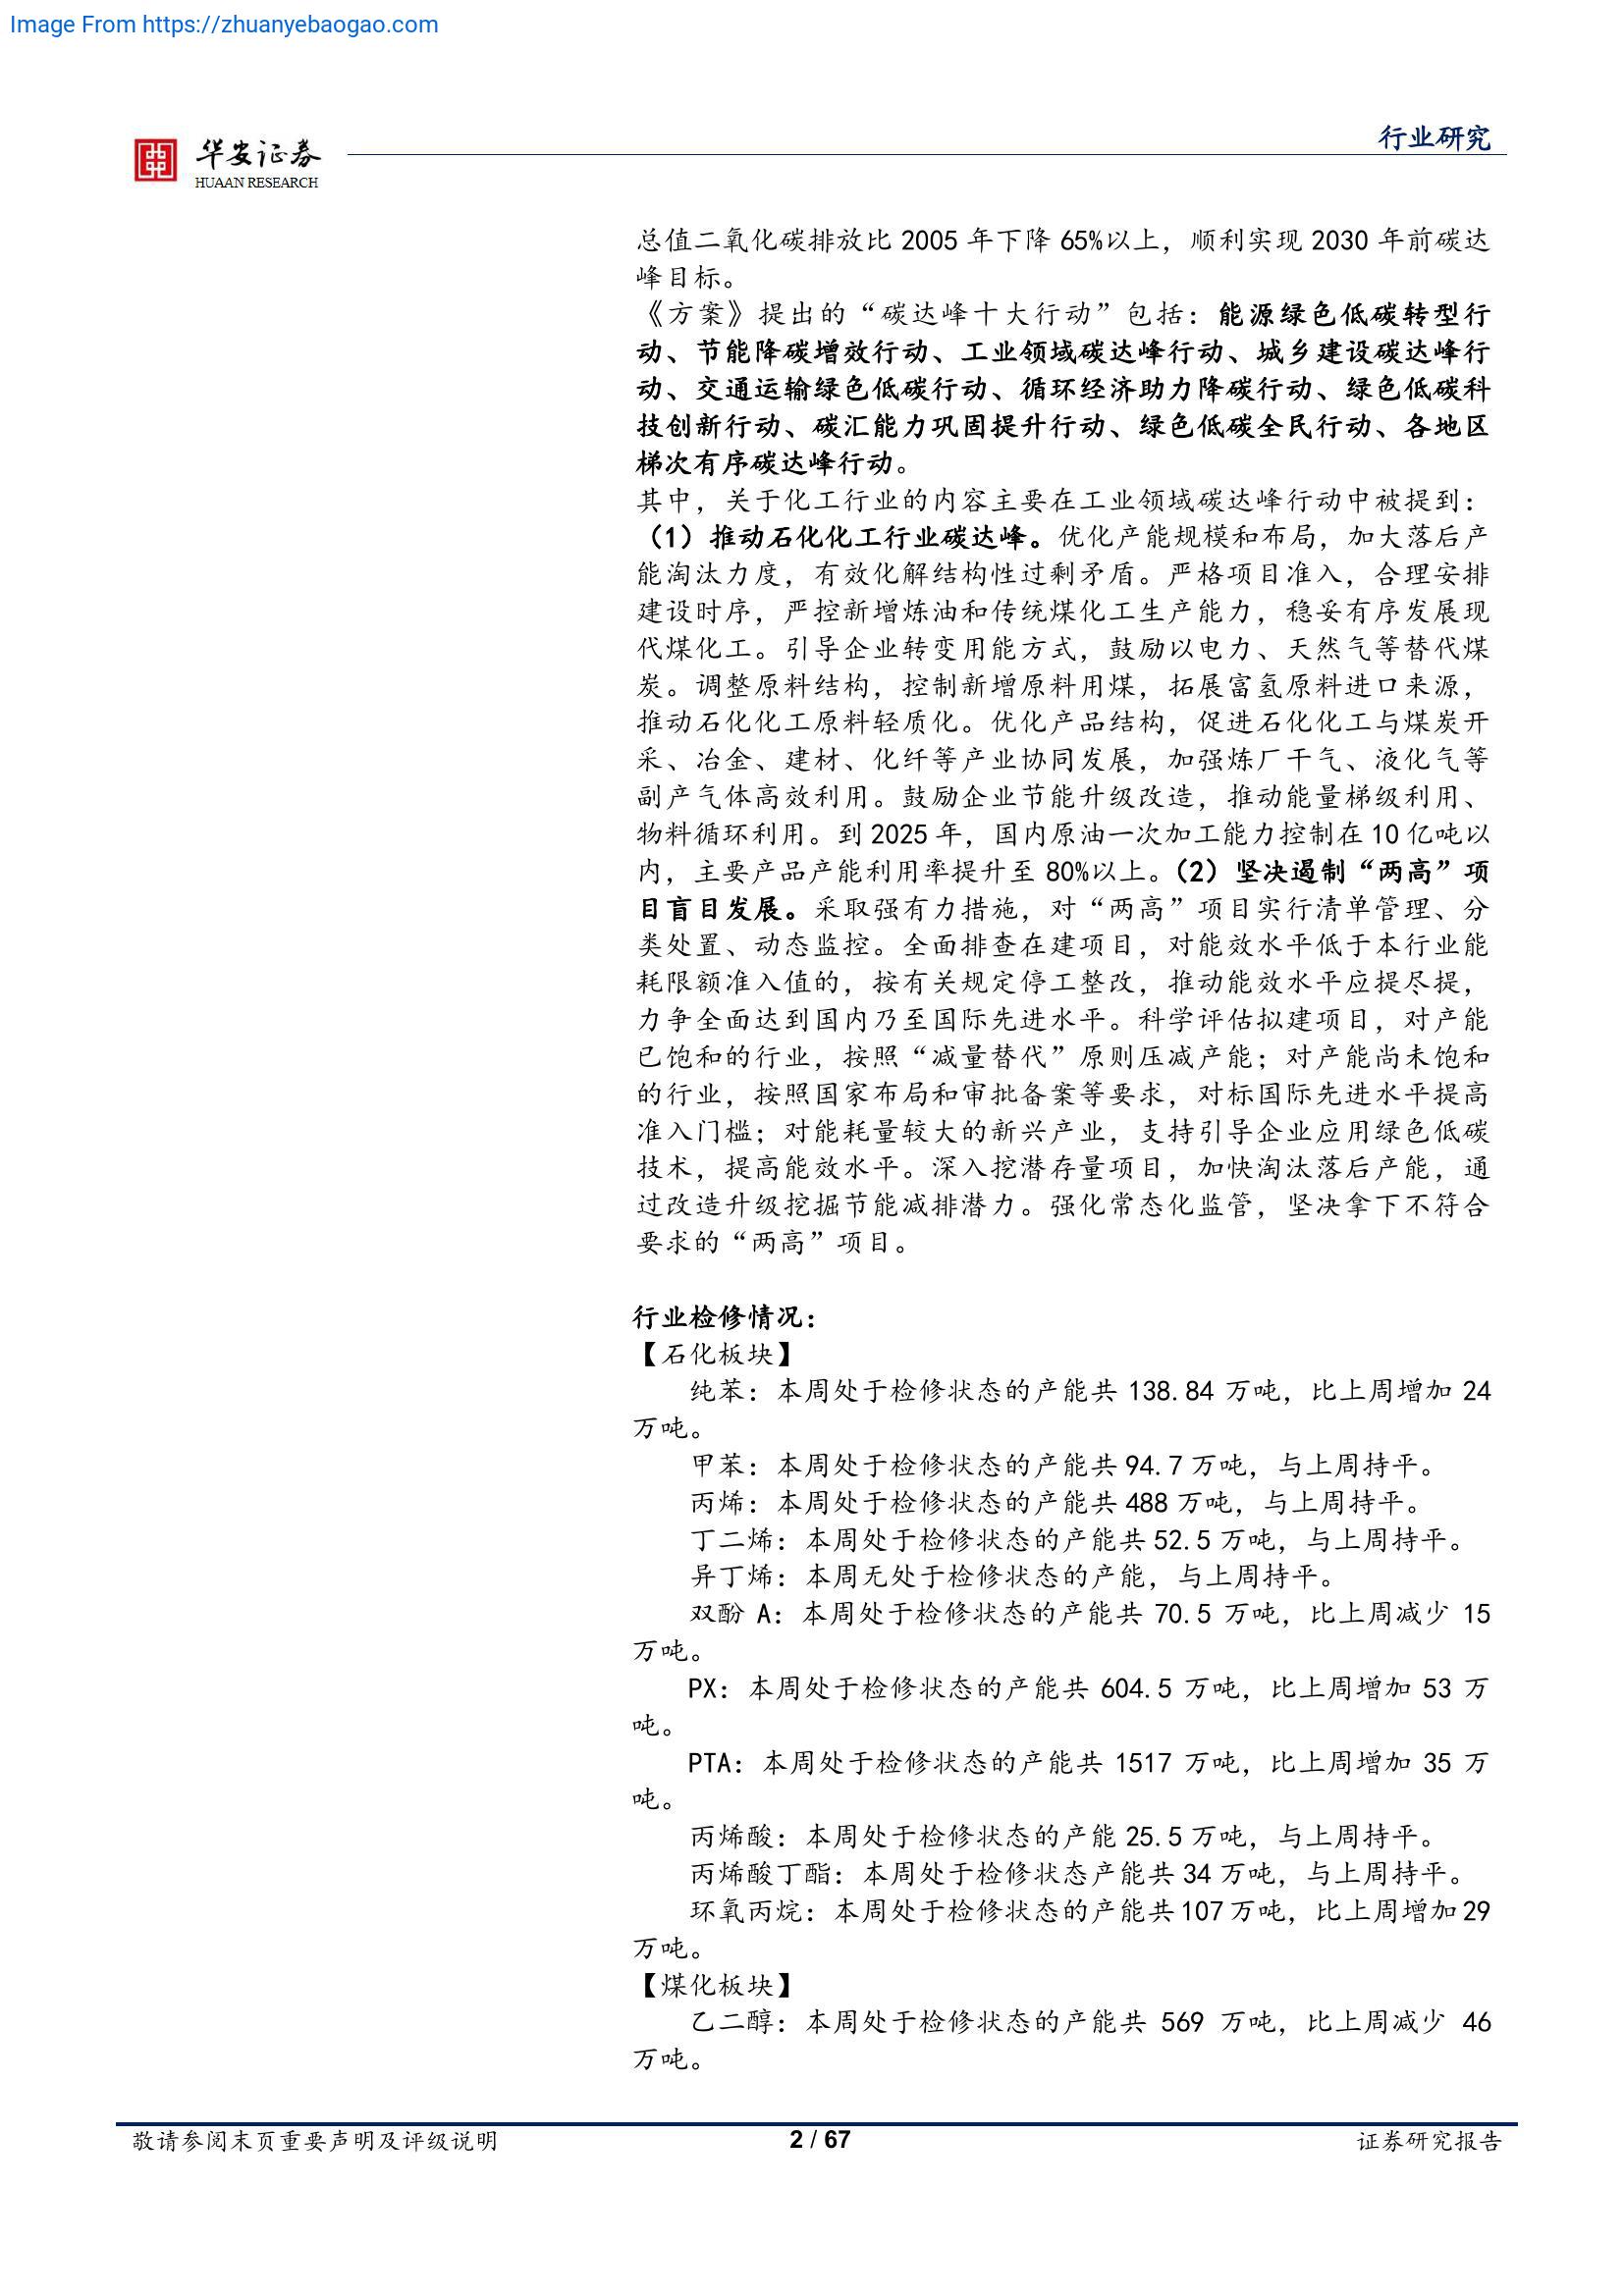 Image From https://zhuanyebaogao.com
华安证券
HUAAN RESEARCH
行业研究
总值二氧化碳排放比 2005 年下降 65%以上，顺利实现 2030 年前碳达
峰目标。
《方案》提出的“碳达峰十大行动”包括：能源绿色低碳转型行
动、节能降碳增效行动、工业领域碳达峰行动、城乡建设碳达峰行
动、交通运输绿色低碳行动、循环经济助力降碳行动、绿色低碳科
技创新行动、碳汇能力巩固提升行动、绿色低碳全民行动、各地区
梯次有序碳达峰行动。
其中，关于化工行业的内容主要在工业领域碳达峰行动中被提到：
（1）推动石化化工行业碳达峰。优化产能规模和布局，加大落后产
能淘汰力度，有效化解结构性过剩矛盾。严格项目准入，合理安排
建设时序，严控新增炼油和传统煤化工生产能力，稳妥有序发展现
代煤化工。引导企业转变用能方式，鼓励以电力、天然气等替代煤
炭。调整原料结构，控制新增原料用煤，拓展富氢原料进口来源，
推动石化化工原料轻质化。优化产品结构，促进石化化工与煤炭开
采、冶金、建材、化纤等产业协同发展，加强炼厂干气、液化气等
副产气体高效利用。鼓励企业节能升级改造，推动能量梯级利用、
物料循环利用。到 2025 年，国内原油一次加工能力控制在 10 亿吨以
内，主要产品产能利用率提升至 80%以上。（2）坚决遏制“两高”项
目盲目发展。采取强有力措施，对“两高”项目实行清单管理、分
类处置、动态监控。全面排查在建项目，对能效水平低于本行业能
耗限额准入值的，按有关规定停工整改，推动能效水平应提尽提，
力争全面达到国内乃至国际先进水平。科学评估拟建项目，对产能
已饱和的行业，按照“减量替代”原则压减产能；对产能尚未饱和
的行业，按照国家布局和审批备案等要求，对标国际先进水平提高
准入门槛；对能耗量较大的新兴产业，支持引导企业应用绿色低碳
技术，提高能效水平。深入挖潜存量项目，加快淘汰落后产能，通
过改造升级挖掘节能减排潜力。强化常态化监管，坚决拿下不符合
要求的“两高”项目。
行业检修情况：
【石化板块】
纯苯：本周处于检修状态的产能共 138.84 万吨，比上周增加 24
万吨。
甲苯：本周处于检修状态的产能共 94.7 万吨，与上周持平。
丙烯：本周处于检修状态的产能共 488 万吨，与上周持平。
丁二烯：本周处于检修状态的产能共 52.5 万吨，与上周持平。
异丁烯：本周无处于检修状态的产能，与上周持平。
双酚 A：本周处于检修状态的产能共 70.5 万吨，比上周减少 15
万吨。
PX：本周处于检修状态的产能共 604.5 万吨，比上周增加 53 万
吨。
PTA：本周处于检修状态的产能共 1517 万吨，比上周增加 35 万
吨。
丙烯酸：本周处于检修状态的产能 25.5 万吨，与上周持平。
丙烯酸丁酯：本周处于检修状态产能共 34 万吨，与上周持平。
环氧丙烷：本周处于检修状态的产能共 107 万吨，比上周增加 29
万吨。
【煤化板块】
乙二醇：本周处于检修状态的产能共 569 万吨，比上周减少 46
万吨。
敬请参阅末页重要声明及评级说明
2 / 67
证券研究报告